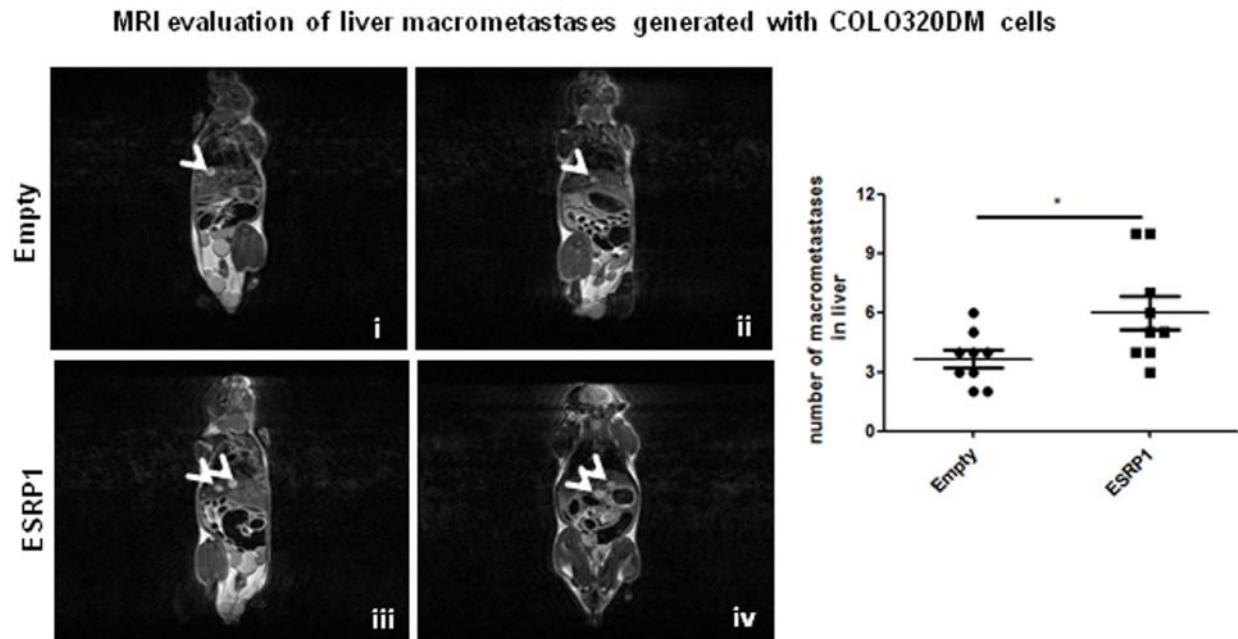 MRI evaluation of liver macrometastases generated with COLO320DM cells
Empty
i
ii
ESRP1
iii
iv
number of macrometastases
in liver
12
9
6
3
0
*
Empty
ESRP1